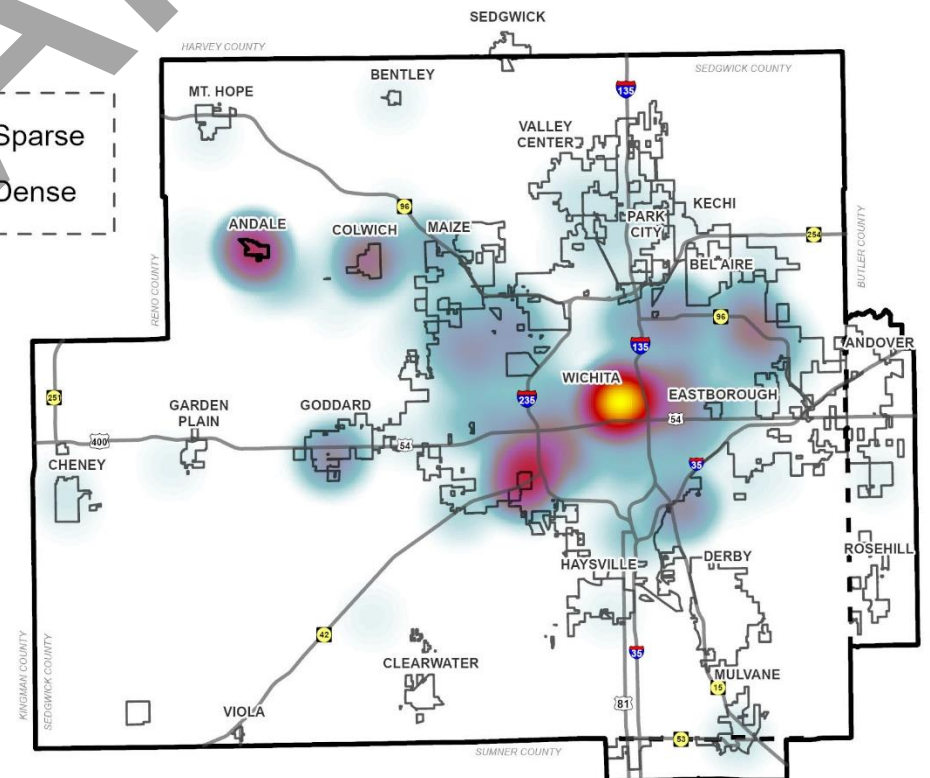 SEDGWICK
HARVEY COUNTY
SEDGWICK COUNTY
BENTLEY
MT. HOPE
135
Sparse
Dense
VALLEY
CENTER
96
KECHI
ANDALE
COLWICH
MAIZE
PARK
CITY
254
BEL AIRE
BUTLER COUNTY
RENO COUNTY
96
135
ANDOVER
WICHITA
251
235
EASTBOROUGH
GARDEN
PLAIN
GODDARD
54
400
54
CHENEY
35
HAYSVILLE
DERBY
ROSEHILL
42
35
CLEARWATER
MULVANE
KINGMAN COUNTY
SEDGWICK COUNTY
15
81
VIOLA
53
SUMNER COUNTY